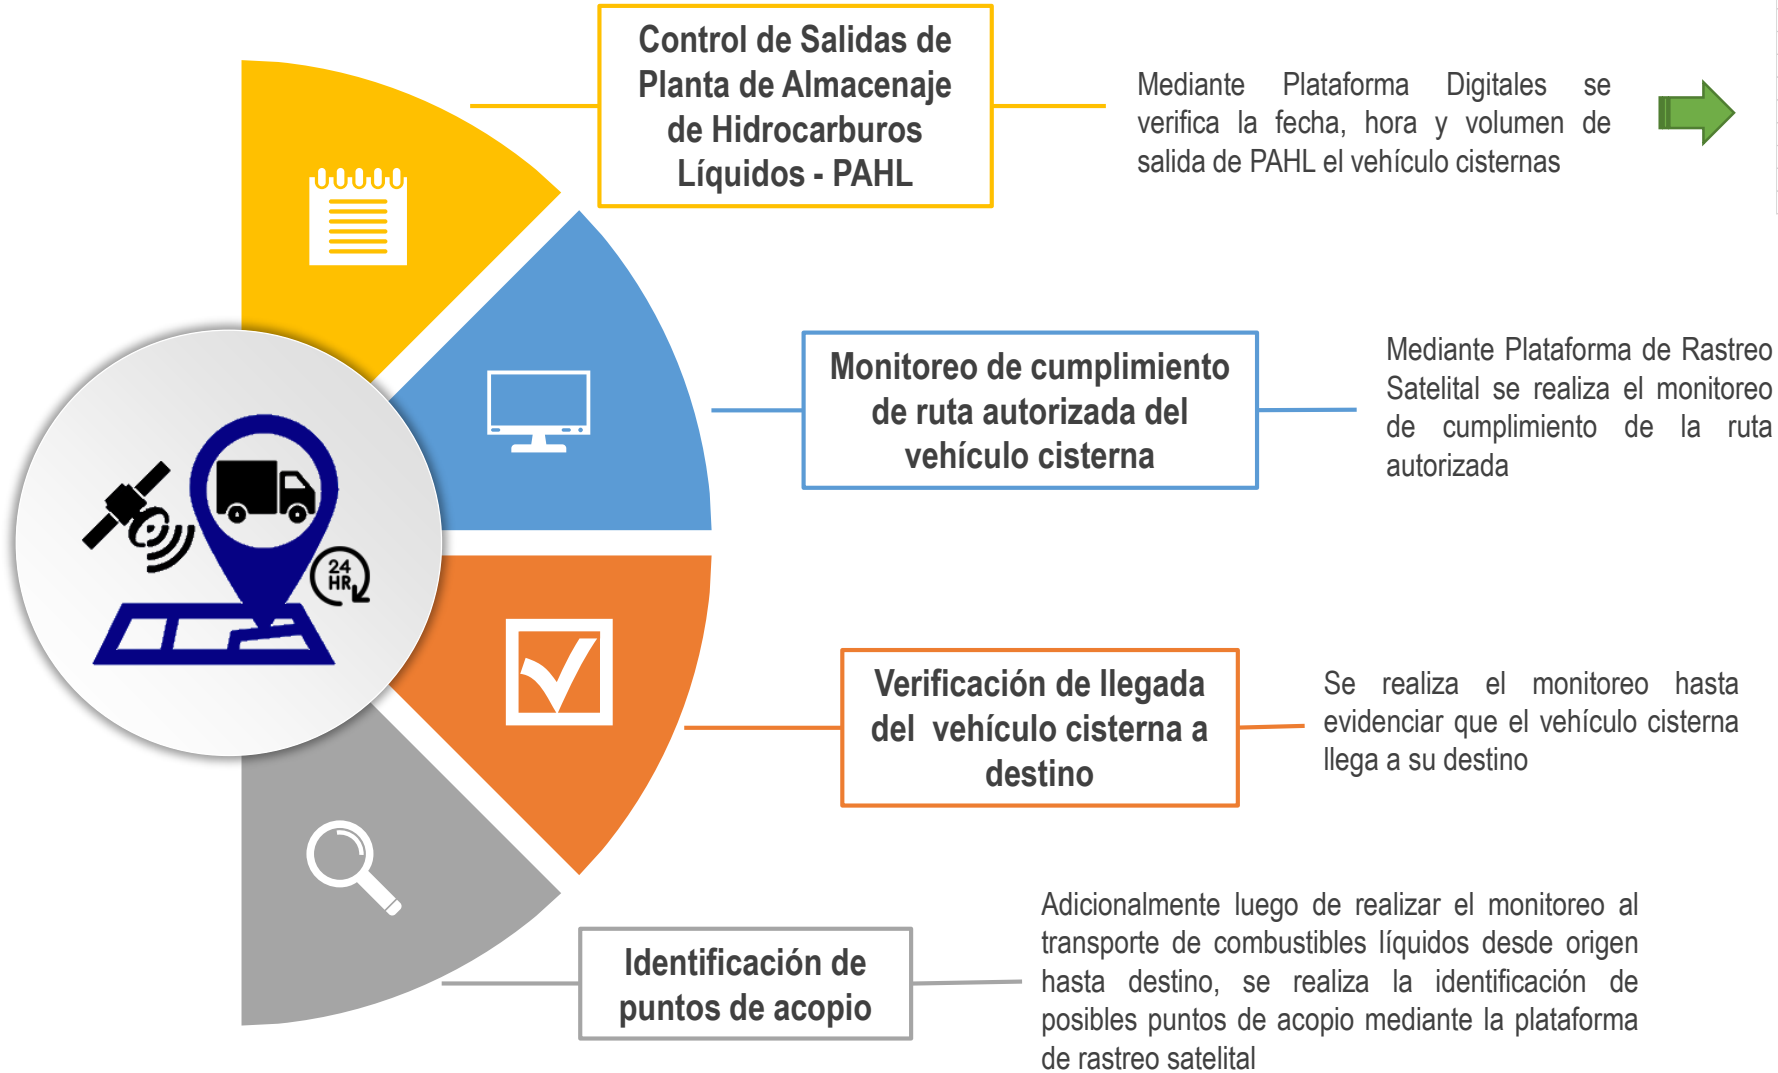 Control de Salidas de
Planta de Almacenaje
de Hidrocarburos
Líquidos - PAHL
Mediante Plataforma Digitales se
verifica la fecha, hora y volumen de
salida de PAHL el vehículo cisternas
Monitoreo de cumplimiento
de ruta autorizada del
vehículo cisterna
Mediante Plataforma de Rastreo
Satelital se realiza el monitoreo
de cumplimiento de la ruta
autorizada
24
HR
Verificación de llegada
del vehículo cisterna a
destino
Se realiza el monitoreo hasta
evidenciar que el vehículo cisterna
llega a su destino
Identificación de
puntos de acopio
Adicionalmente luego de realizar el monitoreo al
transporte de combustibles líquidos desde origen
hasta destino, se realiza la identificación de
posibles puntos de acopio mediante la plataforma
de rastreo satelital